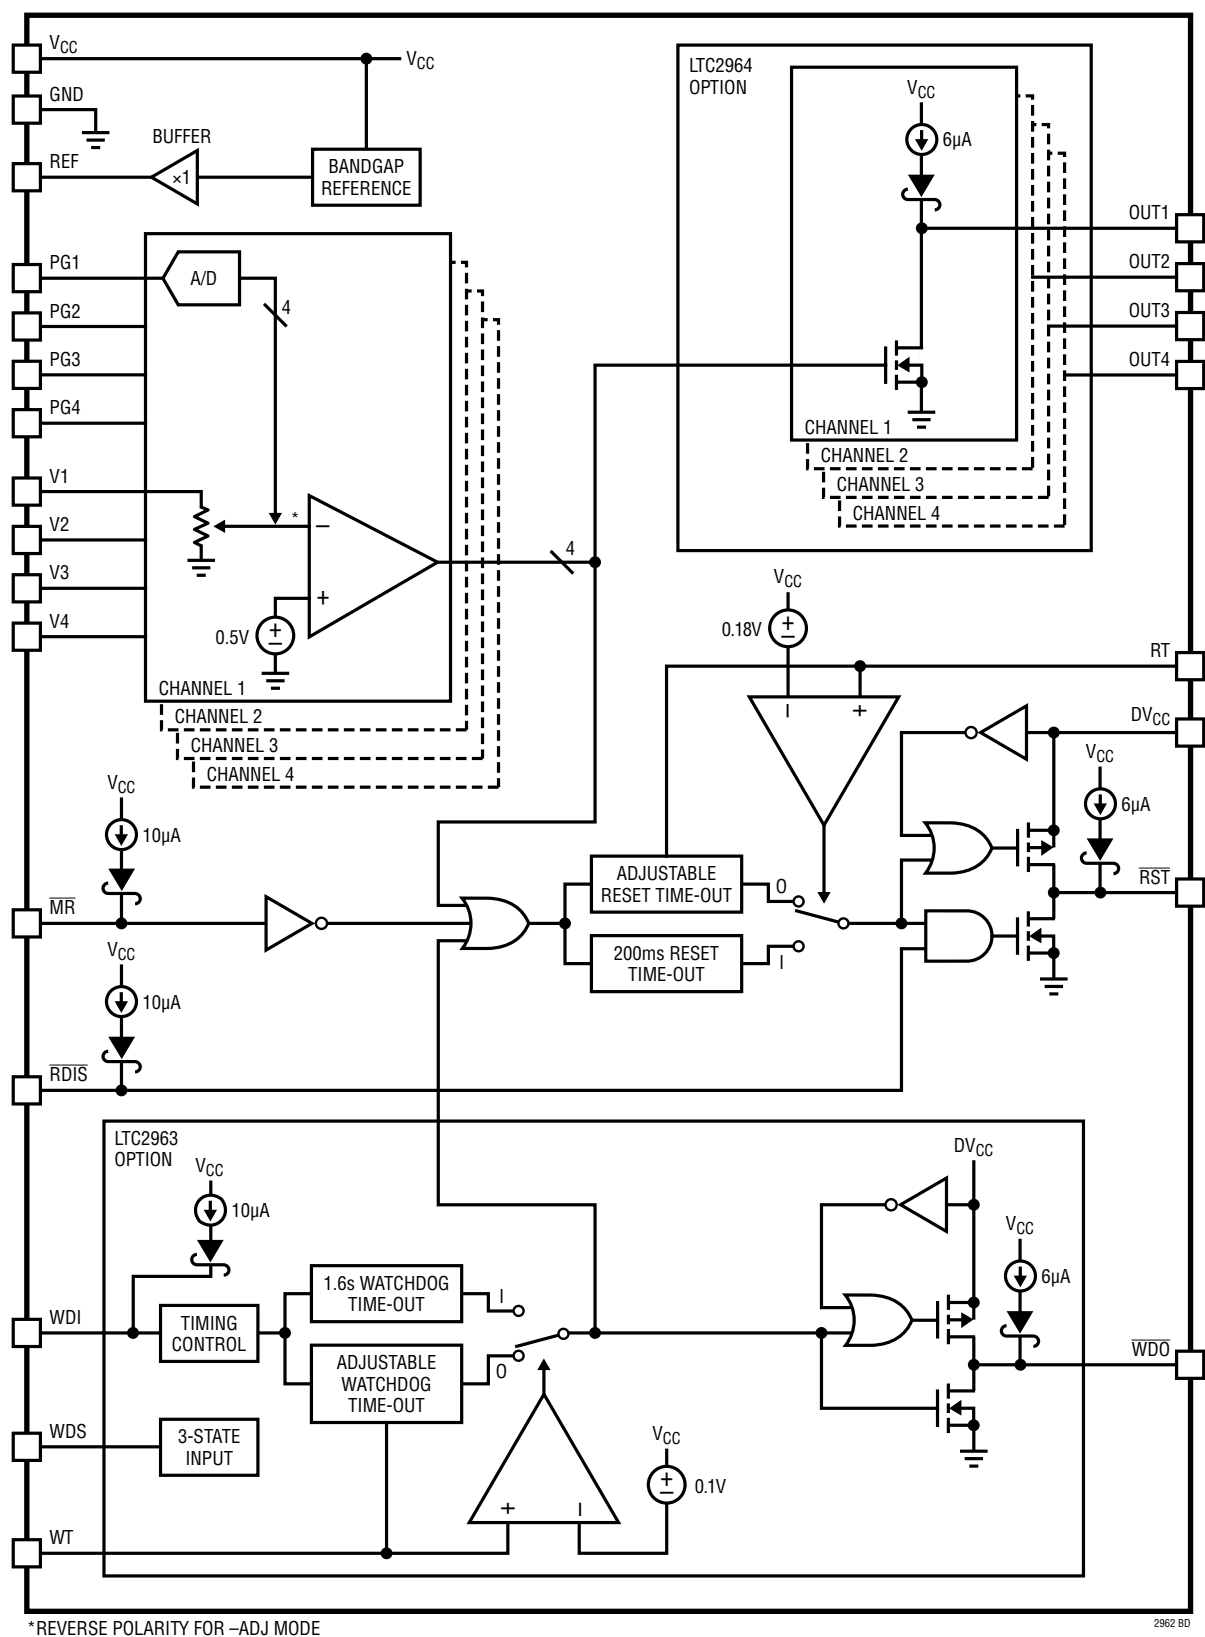 VCC
VCC
GND
BUFFER
REF
×1
BANDGAP
REFERENCE
LTC2964
OPTION
VCC
6µA
OUT1
OUT2
OUT3
OUT4
CHANNEL 1
CHANNEL 2
CHANNEL 3
CHANNEL 4
PG1
A/D
4
PG2
PG3
PG4
V1
*
–
V2
V3
+
V4
0.5V
+
–
4
CHANNEL 1
CHANNEL 2
CHANNEL 3
CHANNEL 4
VCC
0.18V
+
–
RT
–
+
DVCC
VCC
6µA
RST
VCC
10µA
MR
ADJUSTABLE
RESET TIME-OUT
0
200ms RESET
TIME-OUT
1
VCC
10µA
RDIS
LTC2963
OPTION
VCC
10µA
DVCC
VCC
6µA
WDI
TIMING
CONTROL
1.6s WATCHDOG
TIME-OUT
1
ADJUSTABLE
WATCHDOG
TIME-OUT
0
WDO
WDS
3-STATE
INPUT
VCC
+
–
0.1V
+
–
WT
*REVERSE POLARITY FOR –ADJ MODE
2962 BD